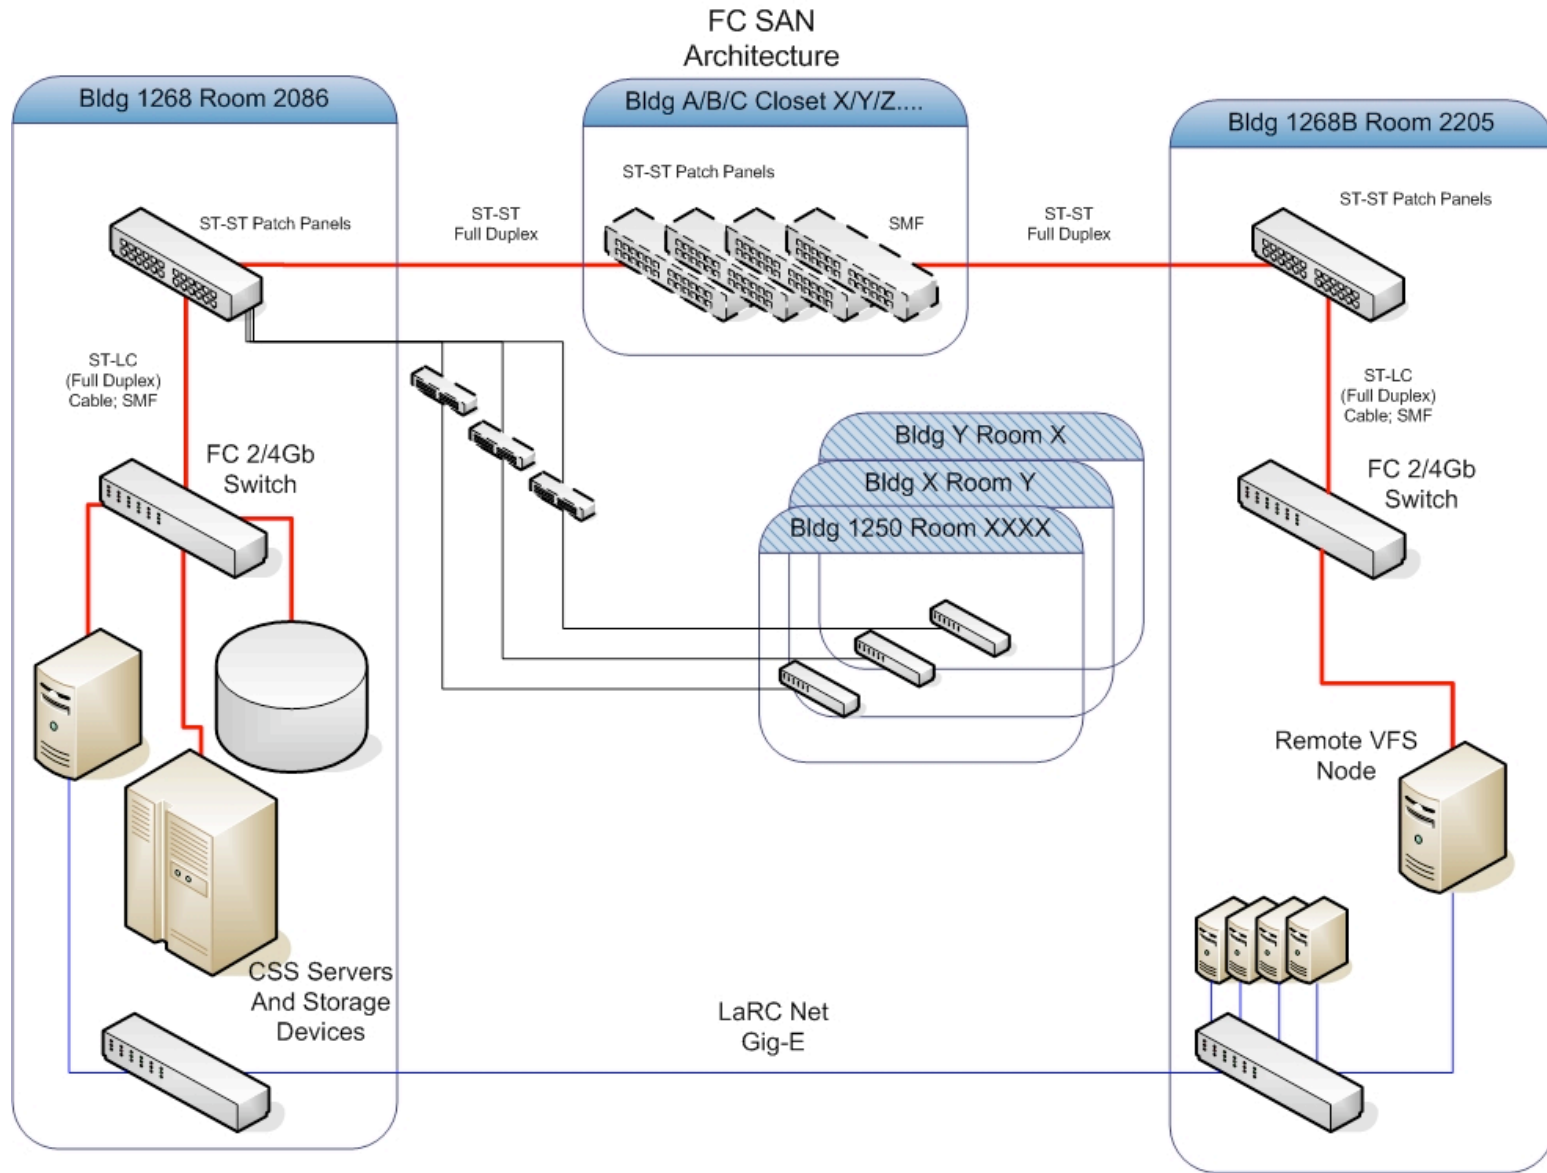 FC SAN
Architecture
Bldg 1268 Room 2086
Bldg A/B/C Closet X/Y/Z....
Bldg 1268B Room 2205
ST-ST Patch Panels
ST-ST
Full Duplex
ST-ST Patch Panels
SMF
ST-ST
Full Duplex
ST-ST Patch Panels
ST-LC
(Full Duplex)
Cable; SMF
ST-LC
(Full Duplex)
Cable; SMF
FC 2/4Gb
Switch
Bldg Y Room X
Bldg X Room Y
Bldg 1250 Room XXXX
FC 2/4Gb
Switch
Remote VFS
Node
CSS Servers
And Storage
Devices
LaRC Net
Gig-E